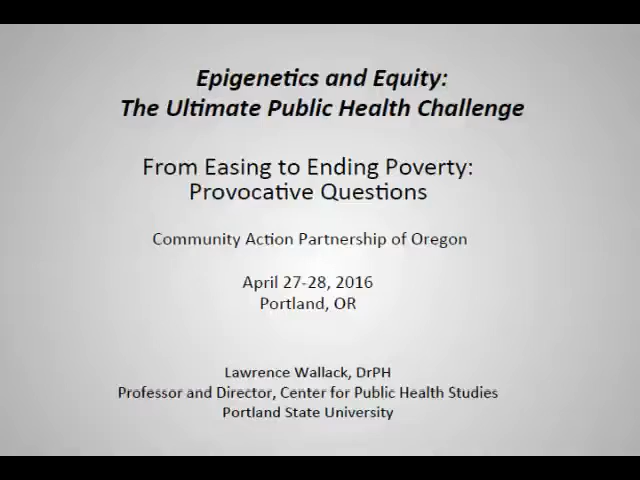 Epigenetics and Equity:
The Ultimate Public Health Challenge
From Easing to Ending Poverty:
Provocative Questions
Community Action Partnership of Oregon
April 27-28, 2016
Portland, OR
Lawrence Wallack, DrPH
Professor and Director, Center for Public Health Studies
Portland State University